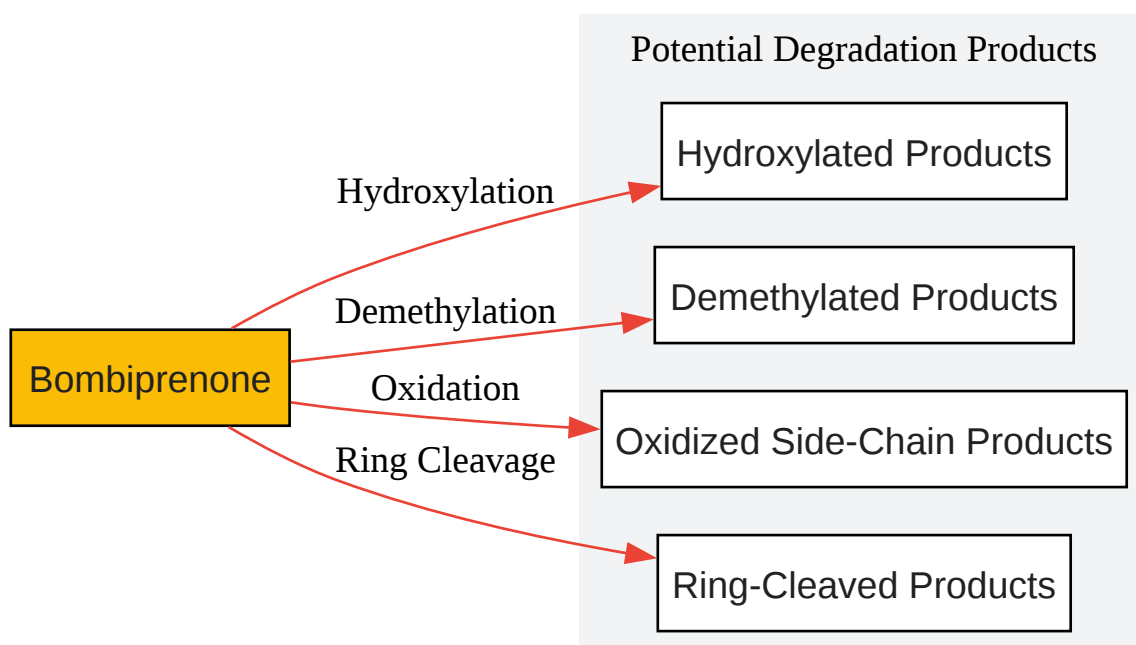 Potential Degradation Products
Hydroxylated Products
Hydroxylation
Demethylated Products
Demethylation
Bombiprenone
Oxidation
Oxidized Side-Chain Products
Ring Cleavage
Ring-Cleaved Products